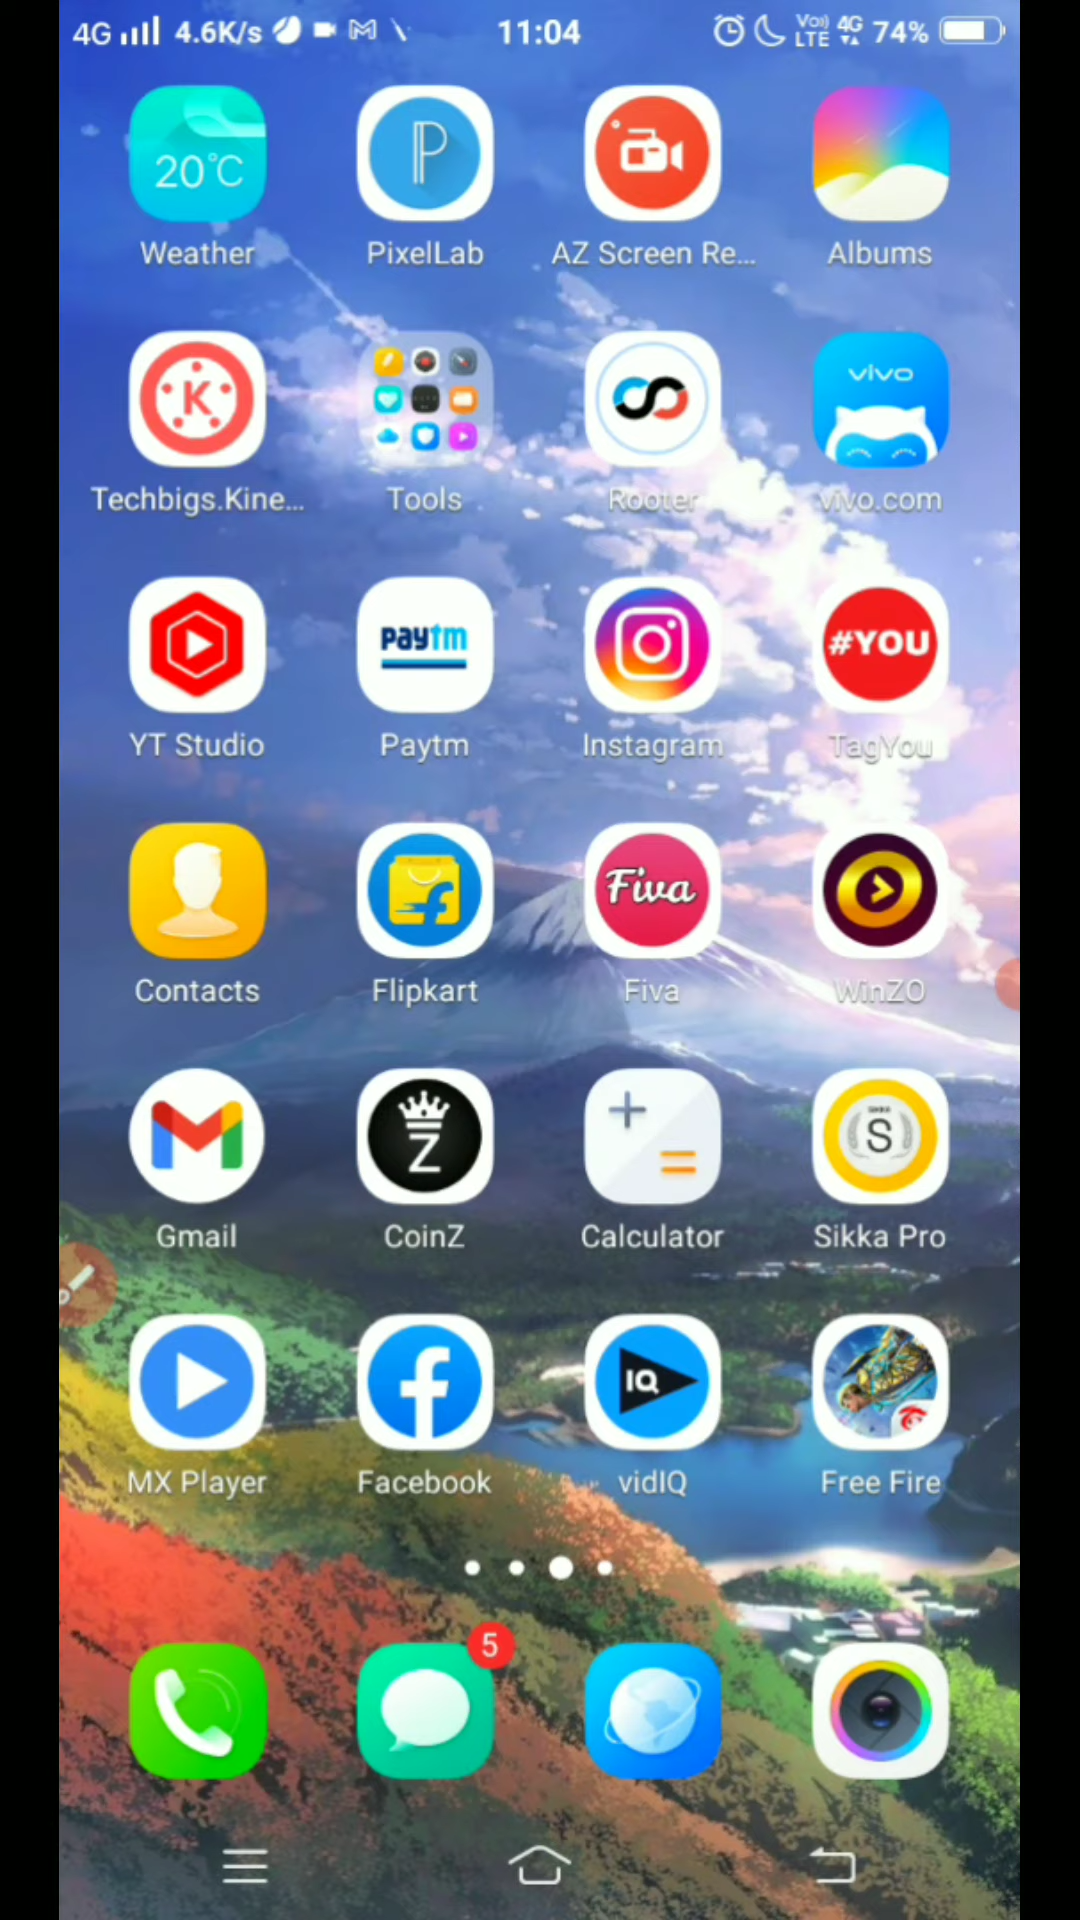 4G 4.6K/s 11:04 VoLTE 4G 74%
20°C P
Weather PixelLab AZ Screen Re... Albums
K vivo
Techbigs.Kine... Tools Rooter vivo.com
paytm #YOU
YT Studio Paytm Instagram TagYou
Fiva
Contacts Flipkart Fiva WinZO
Z SIKKA S
Gmail CoinZ Calculator Sikka Pro
IQ
MX Player Facebook vidIQ Free Fire
5